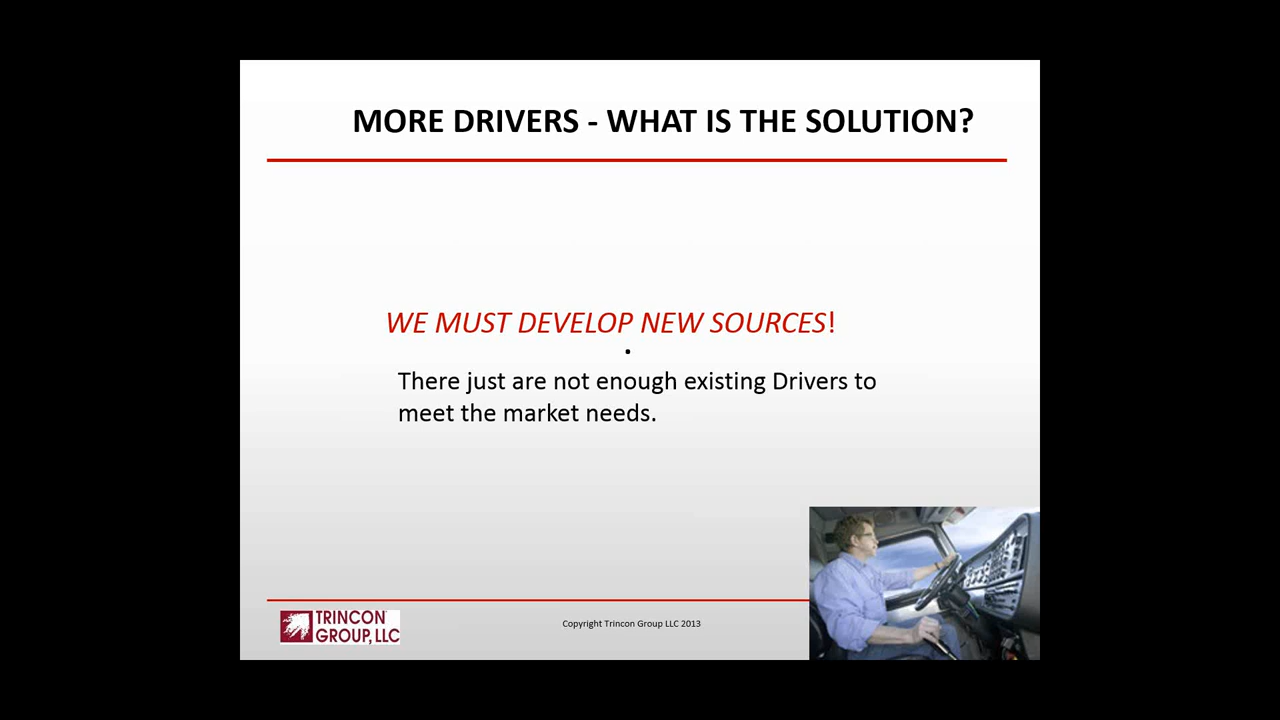 MORE DRIVERS - WHAT IS THE SOLUTION?
WE MUST DEVELOP NEW SOURCES!
•
There just are not enough existing Drivers to
meet the market needs.
TRINCON
GROUP, LLC
Copyright Trincon Group LLC 2013